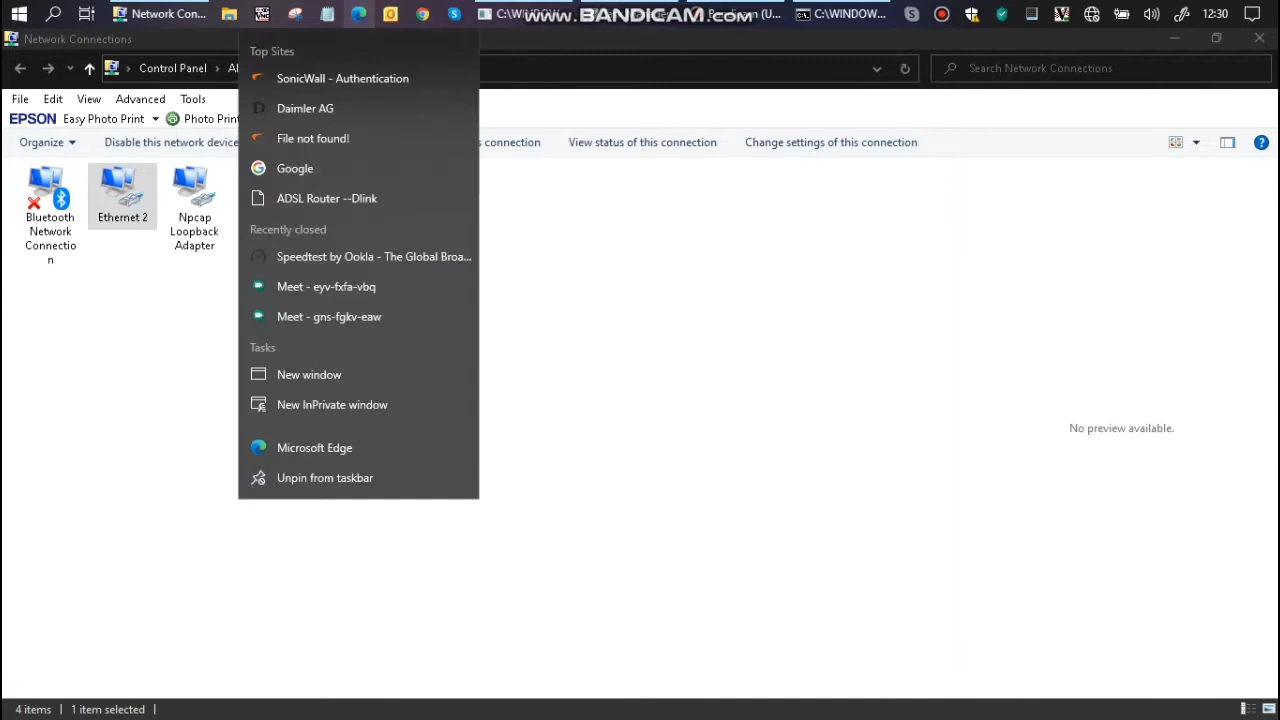 Network Con...
C:\WINDOW...
www.BANDICAM.com
(U...
C:\WINDOW...
12:30
Network Connections
Control Panel
Search Network Connections
File Edit View Advanced Tools
EPSON Easy Photo Print Photo Prin
Organize Disable this network device s connection View status of this connection Change settings of this connection
Bluetooth
Network
Connectio
n
Ethernet 2
Npcap
Loopback
Adapter
Top Sites
SonicWall - Authentication
Daimler AG
File not found!
Google
ADSL Router --Dlink
Recently closed
Speedtest by Ookla - The Global Broa...
Meet - eyv-fxfa-vbq
Meet - gns-fgkv-eaw
Tasks
New window
New InPrivate window
Microsoft Edge
Unpin from taskbar
No preview available.
4 items 1 item selected